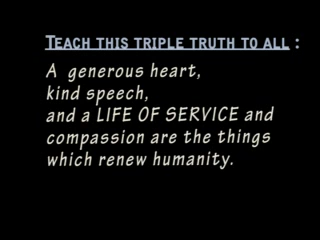 TEACH THIS TRIPLE TRUTH TO ALL :
A generous heart,
kind speech,
and a LIFE OF SERVICE and
compassion are the things
which renew humanity.